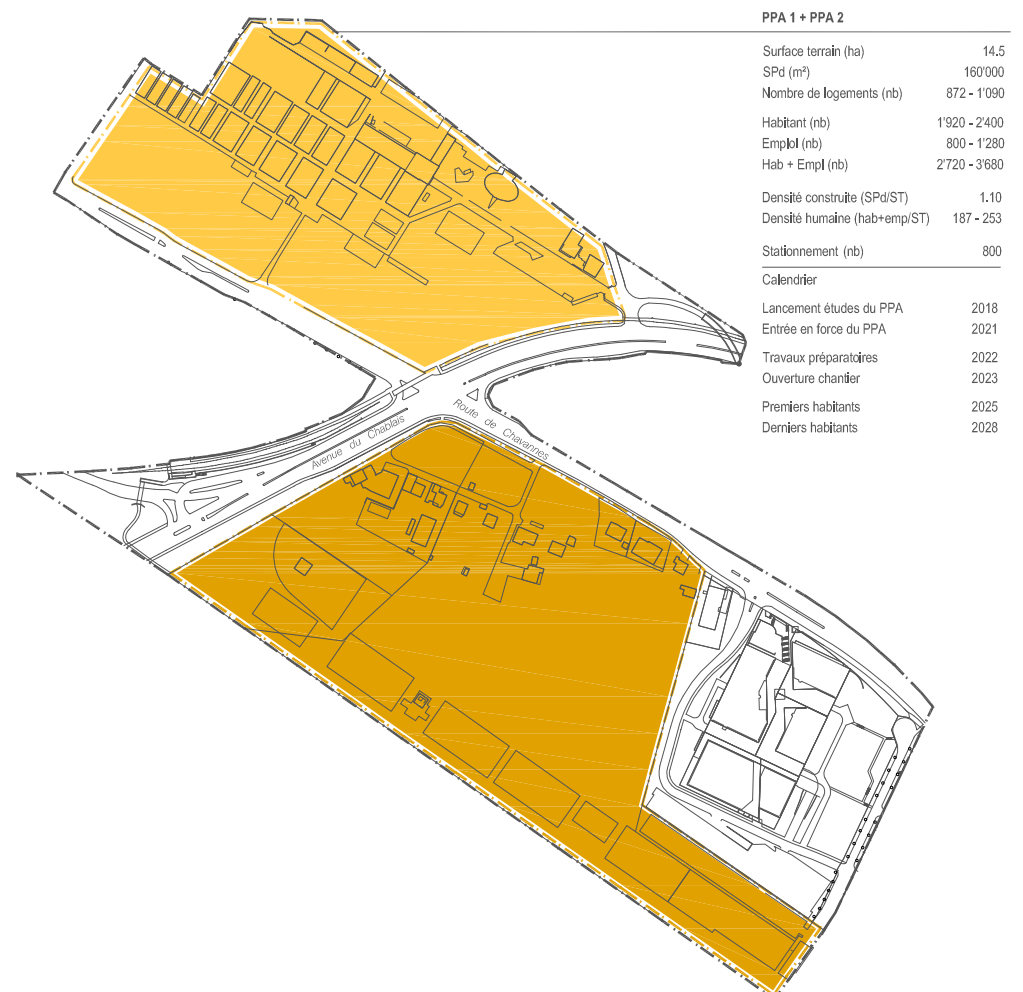 PPA 1 + PPA 2
Surface terrain (ha) 14.5
SPd (m²) 160'000
Nombre de logements (nb) 872 - 1'090
Habitant (nb) 1'920 - 2'400
Emploi (nb) 800 - 1'280
Hab + Empl (nb) 2'720 - 3'680
Densité construite (SPd/ST) 1.10
Densité humaine (hab+emp/ST) 187 - 253
Stationnement (nb) 800
Calendrier
Lancement études du PPA 2018
Entrée en force du PPA 2021
Travaux préparatoires 2022
Ouverture chantier 2023
Premiers habitants 2025
Derniers habitants 2028
Avenue du Chablais
Route de Chavannes